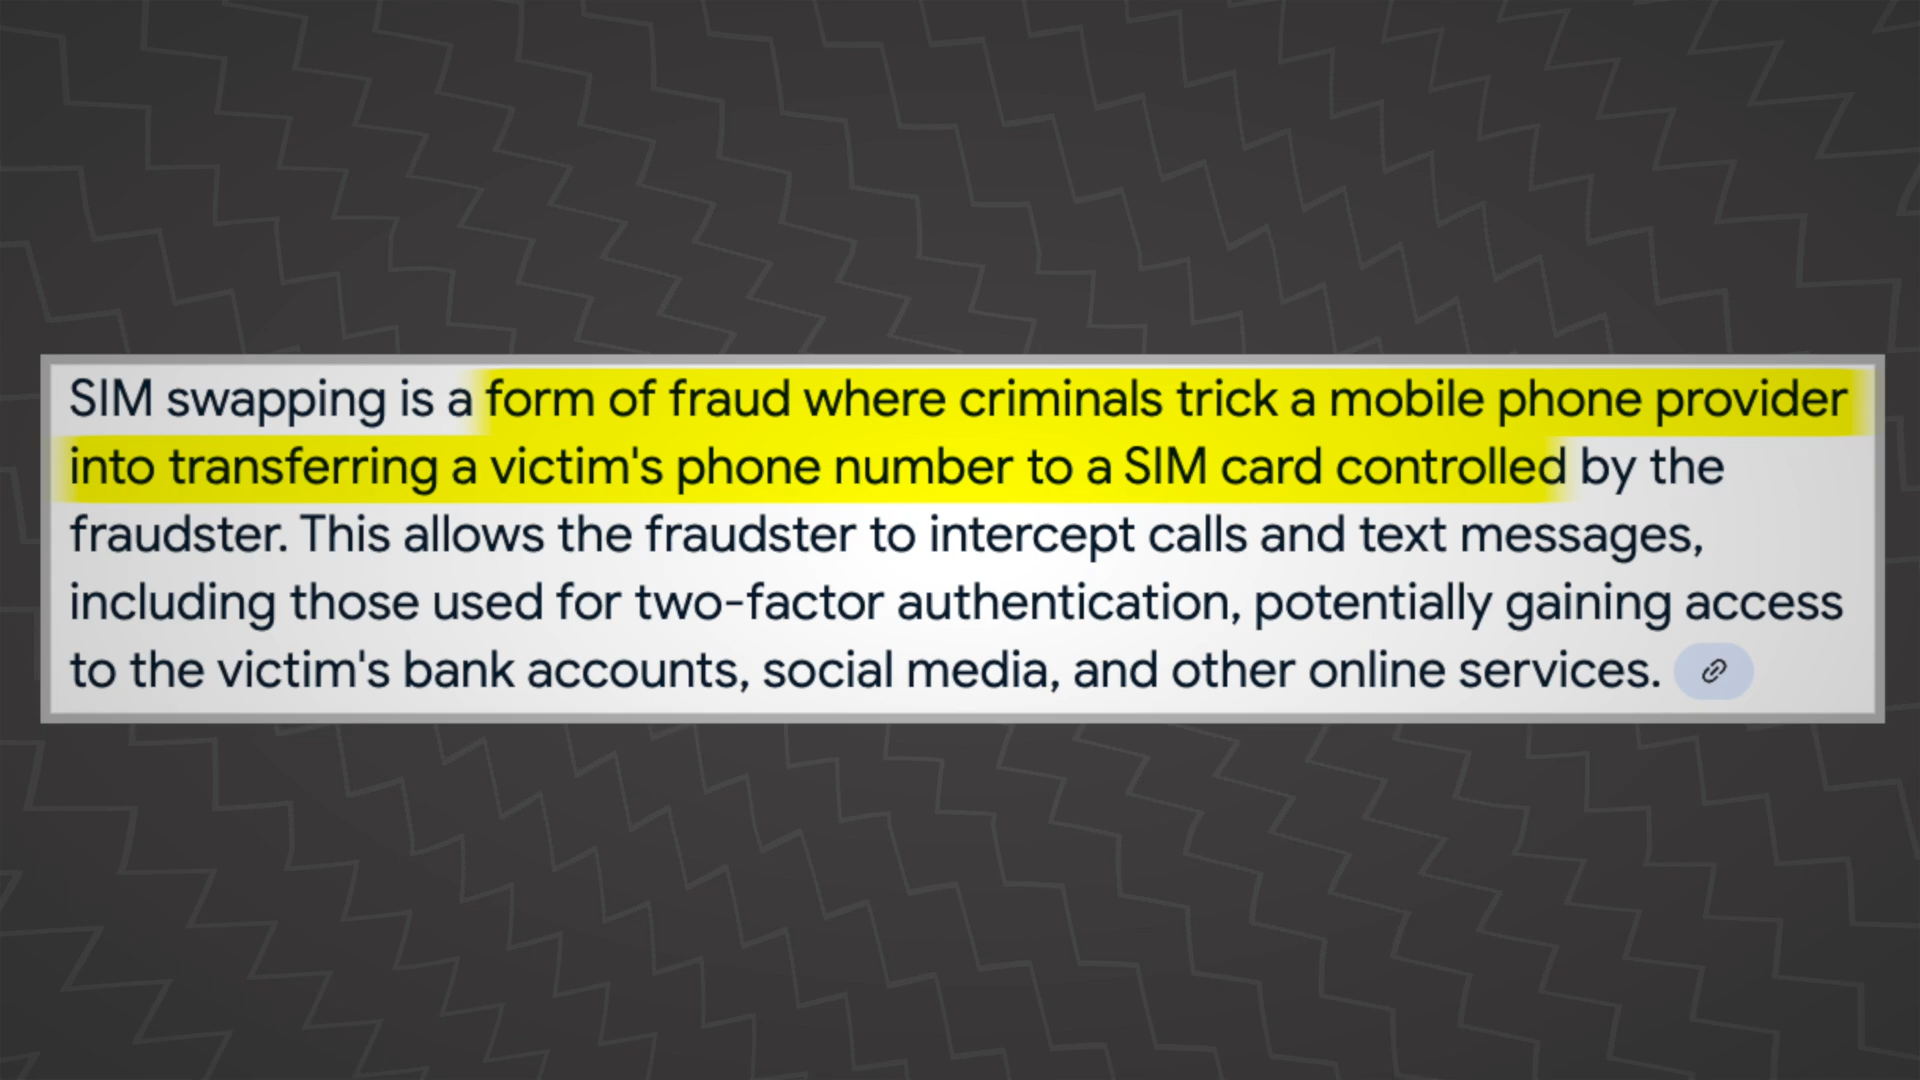 SIM swapping is a form of fraud where criminals trick a mobile phone provider
into transferring a victim's phone number to a SIM card controlled by the
fraudster. This allows the fraudster to intercept calls and text messages,
including those used for two-factor authentication, potentially gaining access
to the victim's bank accounts, social media, and other online services.